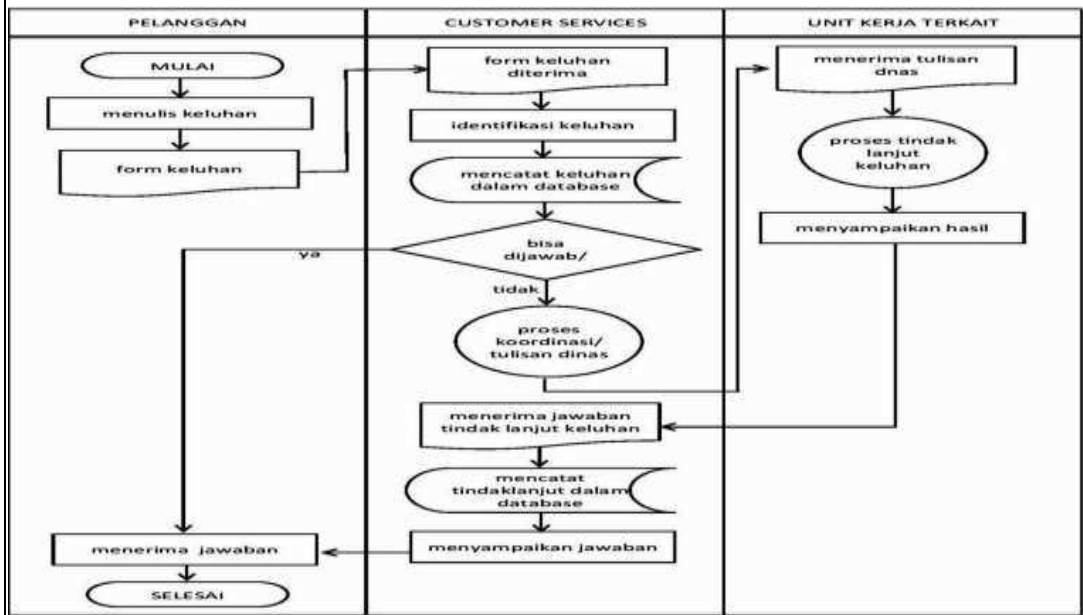 PELANGGAN
CUSTOMER SERVICES
UNIT KERJA TERKAIT
MULAI
menulis keluhan
form keluhan
form keluhan
diterima
identifikasi keluhan
mencatat keluhan
dalam database
bisa
dijawab/
ya
tidak
proses
koordinasi/
tulisan dinas
menerima tulisan
dnas
proses tindak
lanjut
keluhan
menyampaikan hasil
menerima jawaban
tindak lanjut keluhan
mencatat
tindaklanjut dalam
database
menyampaikan jawaban
menerima jawaban
SELESAI